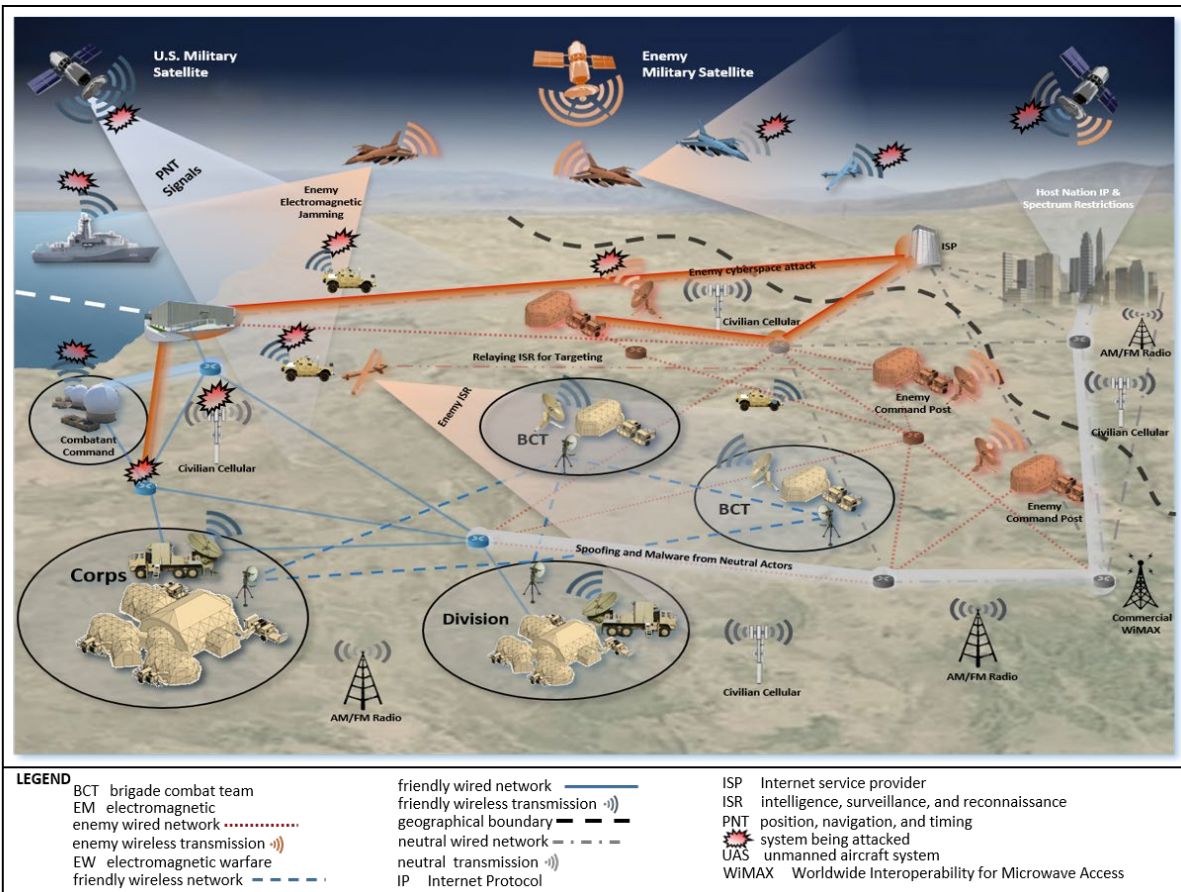 U.S. Military
Satellite
Enemy
Military Satellite
PNT
Signals
Enemy
Electromagnetic
Jamming
Host Nation IP &
Spectrum Restrictions
ISP
Enemy cyberspace attack
Civilian Cellular
AM/FM Radio
Relaying ISR for Targeting
Enemy ISR
Enemy
Command Post
BCT
Combatant
Command
Civilian Cellular
Civilian Cellular
BCT
Enemy
Command Post
Spoofing and Malware from Neutral Actors
Corps
Division
Commercial
WiMAX
AM/FM Radio
Civilian Cellular
AM/FM Radio
LEGEND
BCT brigade combat team
EM electromagnetic
enemy wired network
enemy wireless transmission
EW electromagnetic warfare
friendly wireless network
friendly wired network
friendly wireless transmission
geographical boundary
neutral wired network
neutral transmission
IP Internet Protocol
ISP Internet service provider
ISR intelligence, surveillance, and reconnaissance
PNT position, navigation, and timing
system being attacked
UAS unmanned aircraft system
WiMAX Worldwide Interoperability for Microwave Access